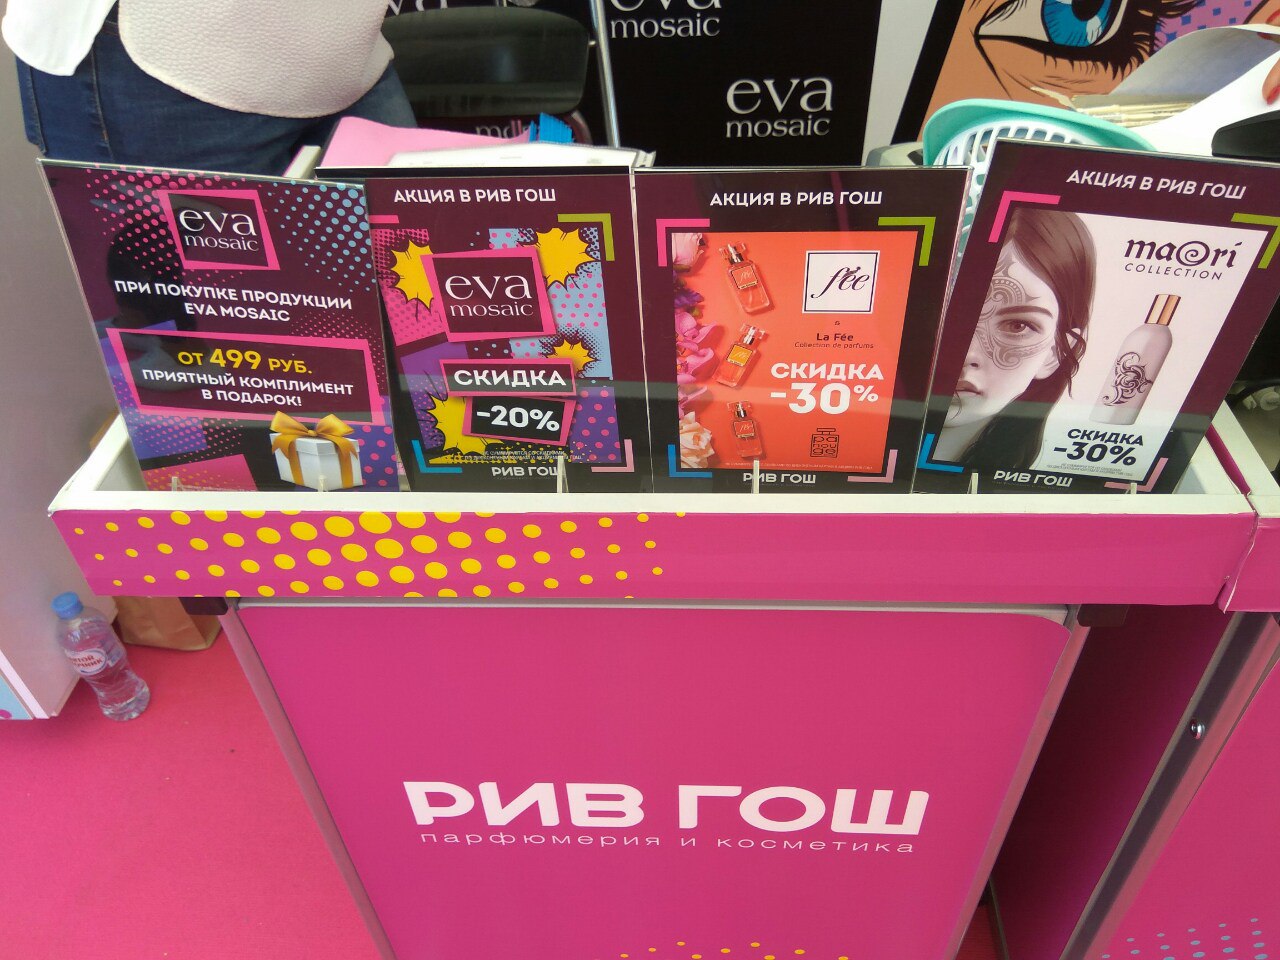 eva
mosaic
eva
mosaic
eva
mosaic
ПРИ ПОКУПКЕ ПРОДУКЦИИ
EVA MOSAIC
ОТ 499 РУБ.
ПРИЯТНЫЙ КОМПЛИМЕНТ
В ПОДАРОК!
АКЦИЯ В РИВ ГОШ
eva
mosaic
СКИДКА
-20%
РИВ ГОШ
АКЦИЯ В РИВ ГОШ
fée
&
La Fée
Collection de parfums
СКИДКА
-30%
РИВ ГОШ
АКЦИЯ В РИВ ГОШ
maori
COLLECTION
СКИДКА
-30%
РИВ ГОШ
РИВ ГОШ
парфюмерия и косметика